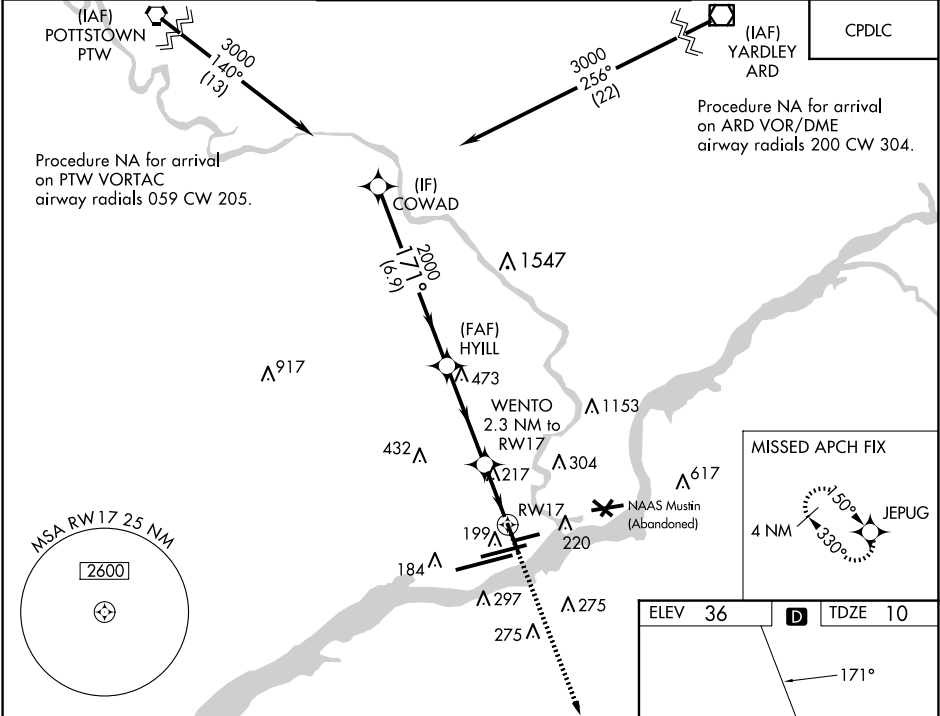 (IAF)
POTTSTOWN
PTW
3000
140°
(13)
3000
256°
(22)
(IAF)
YARDLEY
ARD
CPDLC
Procedure NA for arrival
on ARD VOR/DME
airway radials 200 CW 304.
Procedure NA for arrival
on PTW VORTAC
airway radials 059 CW 205.
(IF)
COWAD
2000
171°
(6.9)
1547
(FAF)
HYILL
917
473
WENTO
2.3 NM to
RW17
1153
432
217
304
617
RW17
NAAS Mustin
(Abandoned)
199
220
184
297
275
275
MISSED APCH FIX
4 NM
150°
330°
JEPUG
MSA RW17 25 NM
2600
ELEV 36
D
TDZE 10
171°